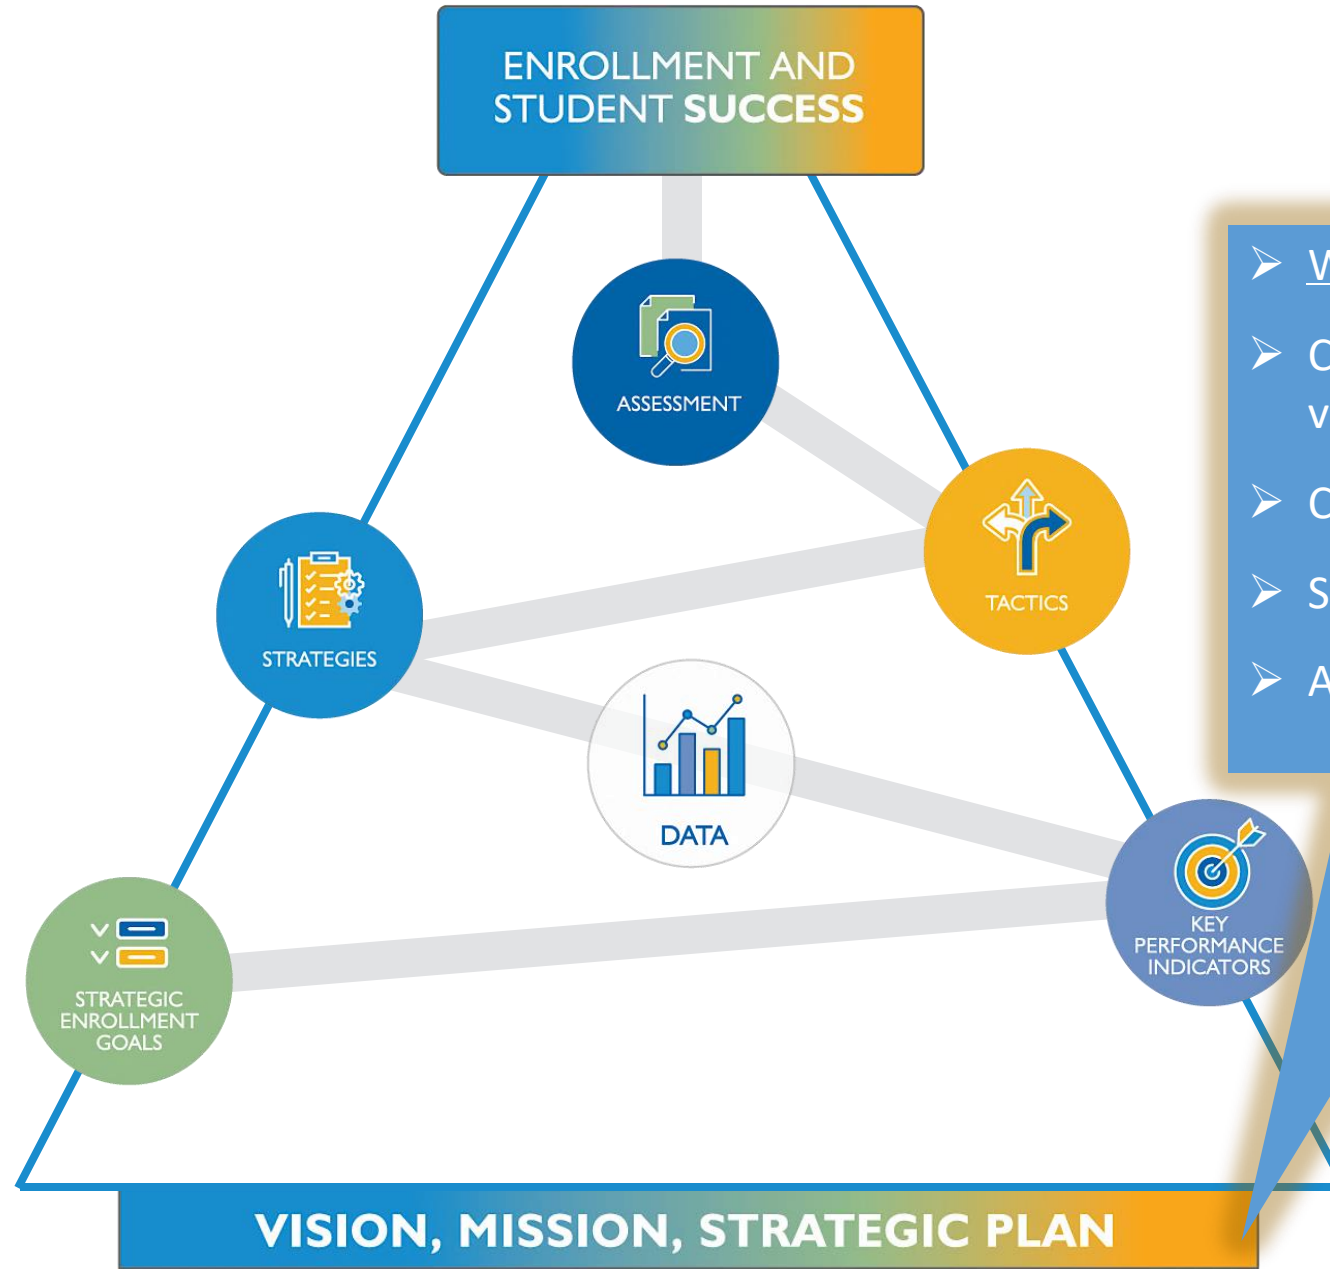 ENROLLMENT AND
STUDENT SUCCESS
ASSESSMENT
TACTICS
STRATEGIES
DATA
KEY
PERFORMANCE
INDICATORS
STRATEGIC
ENROLLMENT
GOALS
VISION, MISSION, STRATEGIC PLAN